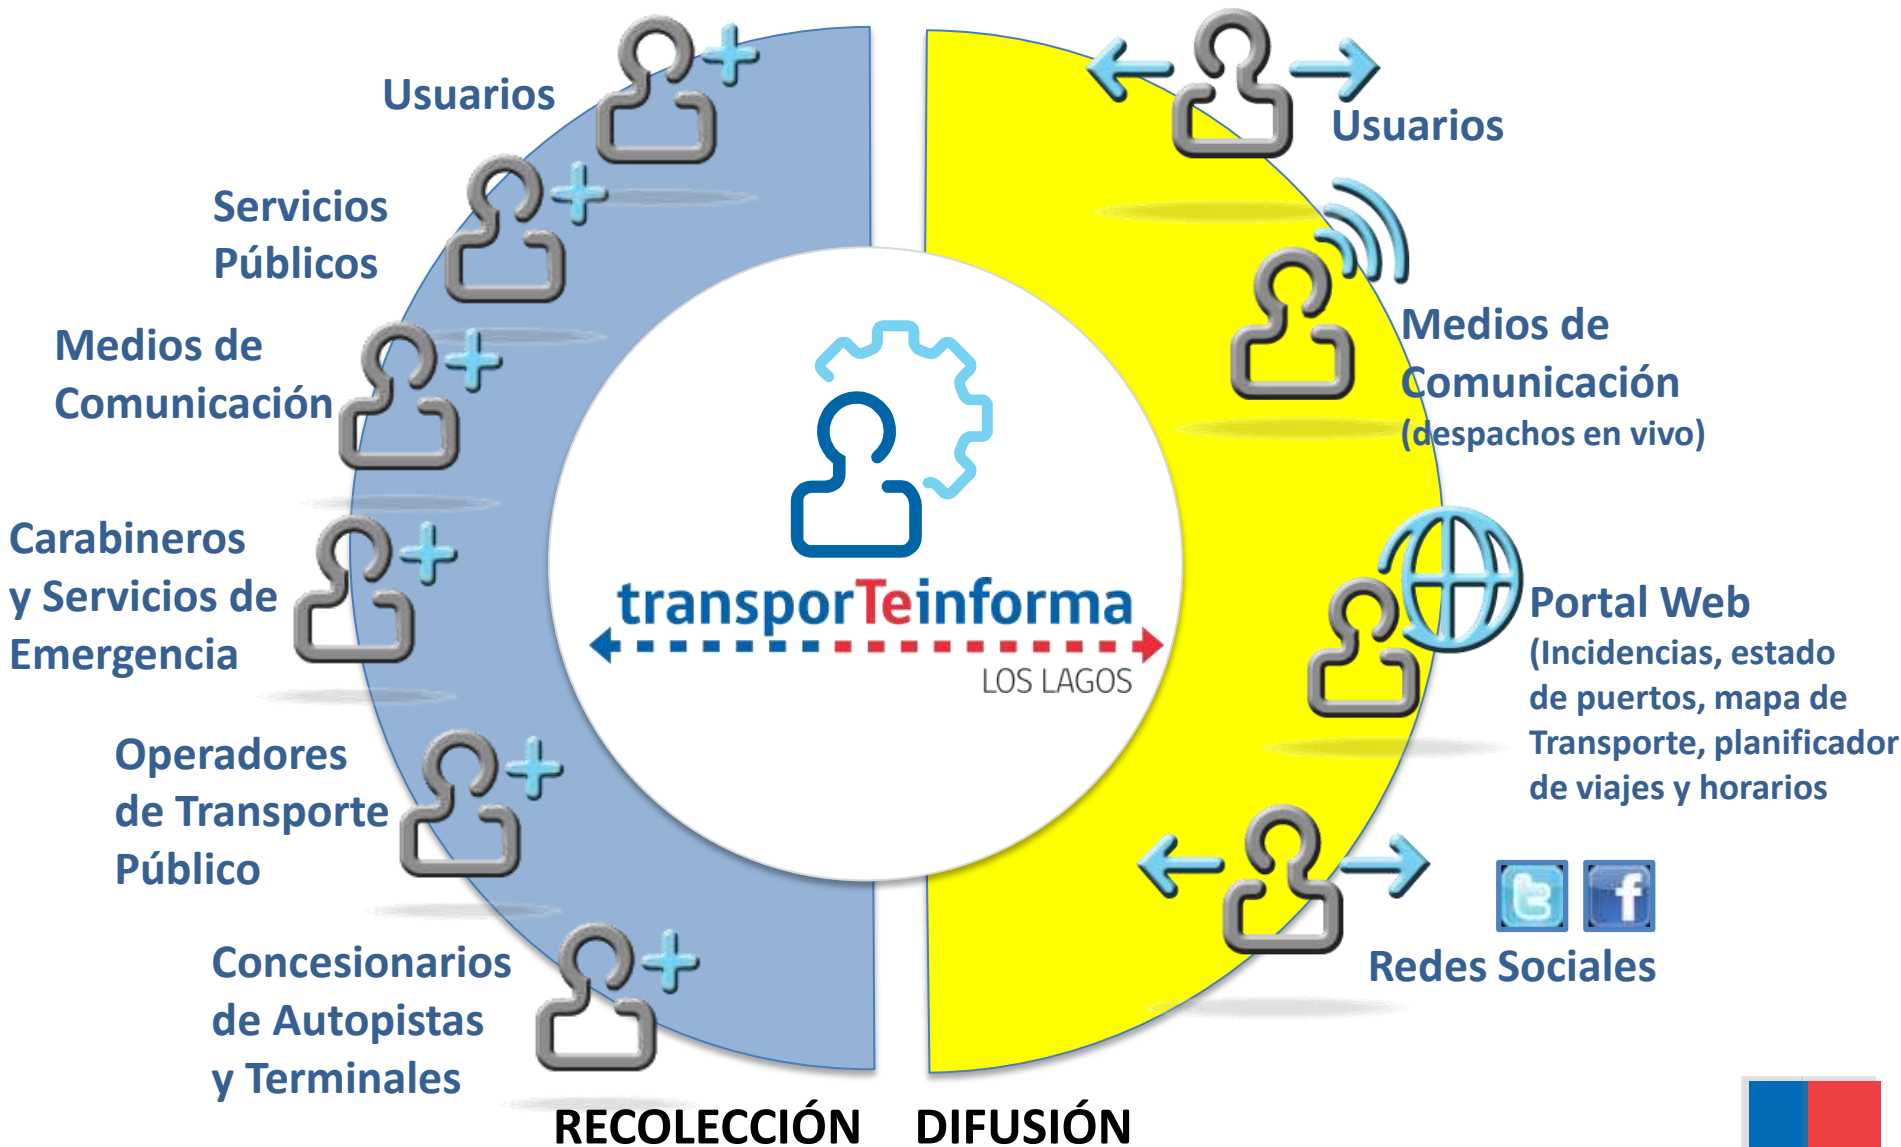 Usuarios
Servicios
Públicos
Medios de
Comunicación
Carabineros
y Servicios de
Emergencia
Operadores
de Transporte
Público
Concesionarios
de Autopistas
y Terminales
RECOLECCIÓN
transporTeinforma
LOS LAGOS
Usuarios
Medios de
Comunicación
(despachos en vivo)
Portal Web
(Incidencias, estado
de puertos, mapa de
Transporte, planificador
de viajes y horarios
t f
Redes Sociales
DIFUSIÓN